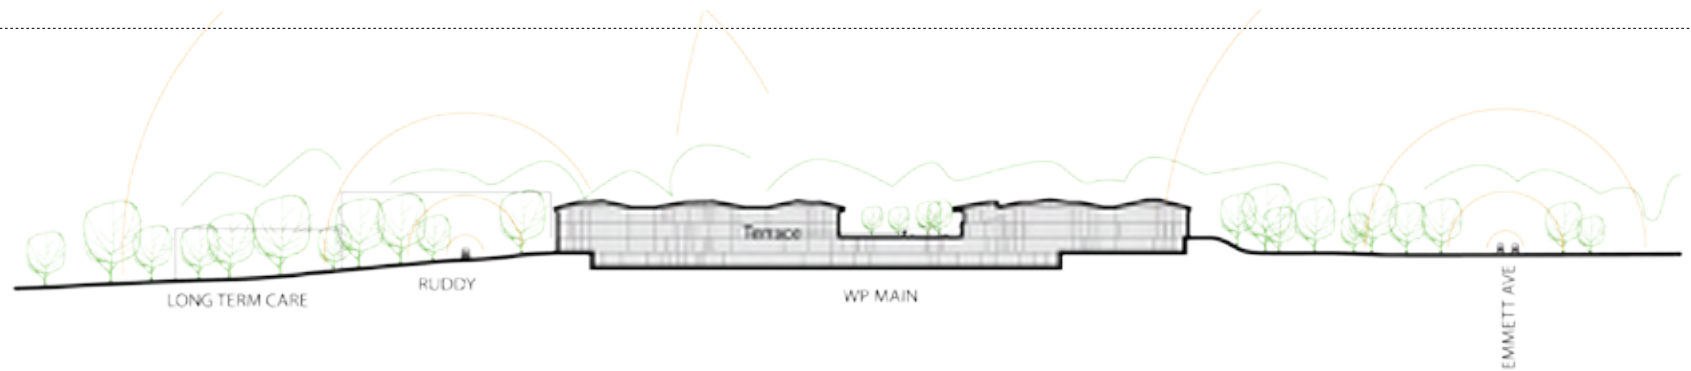 Terrace
LONG TERM CARE
RUDDY
WP MAIN
EMMETT AVE